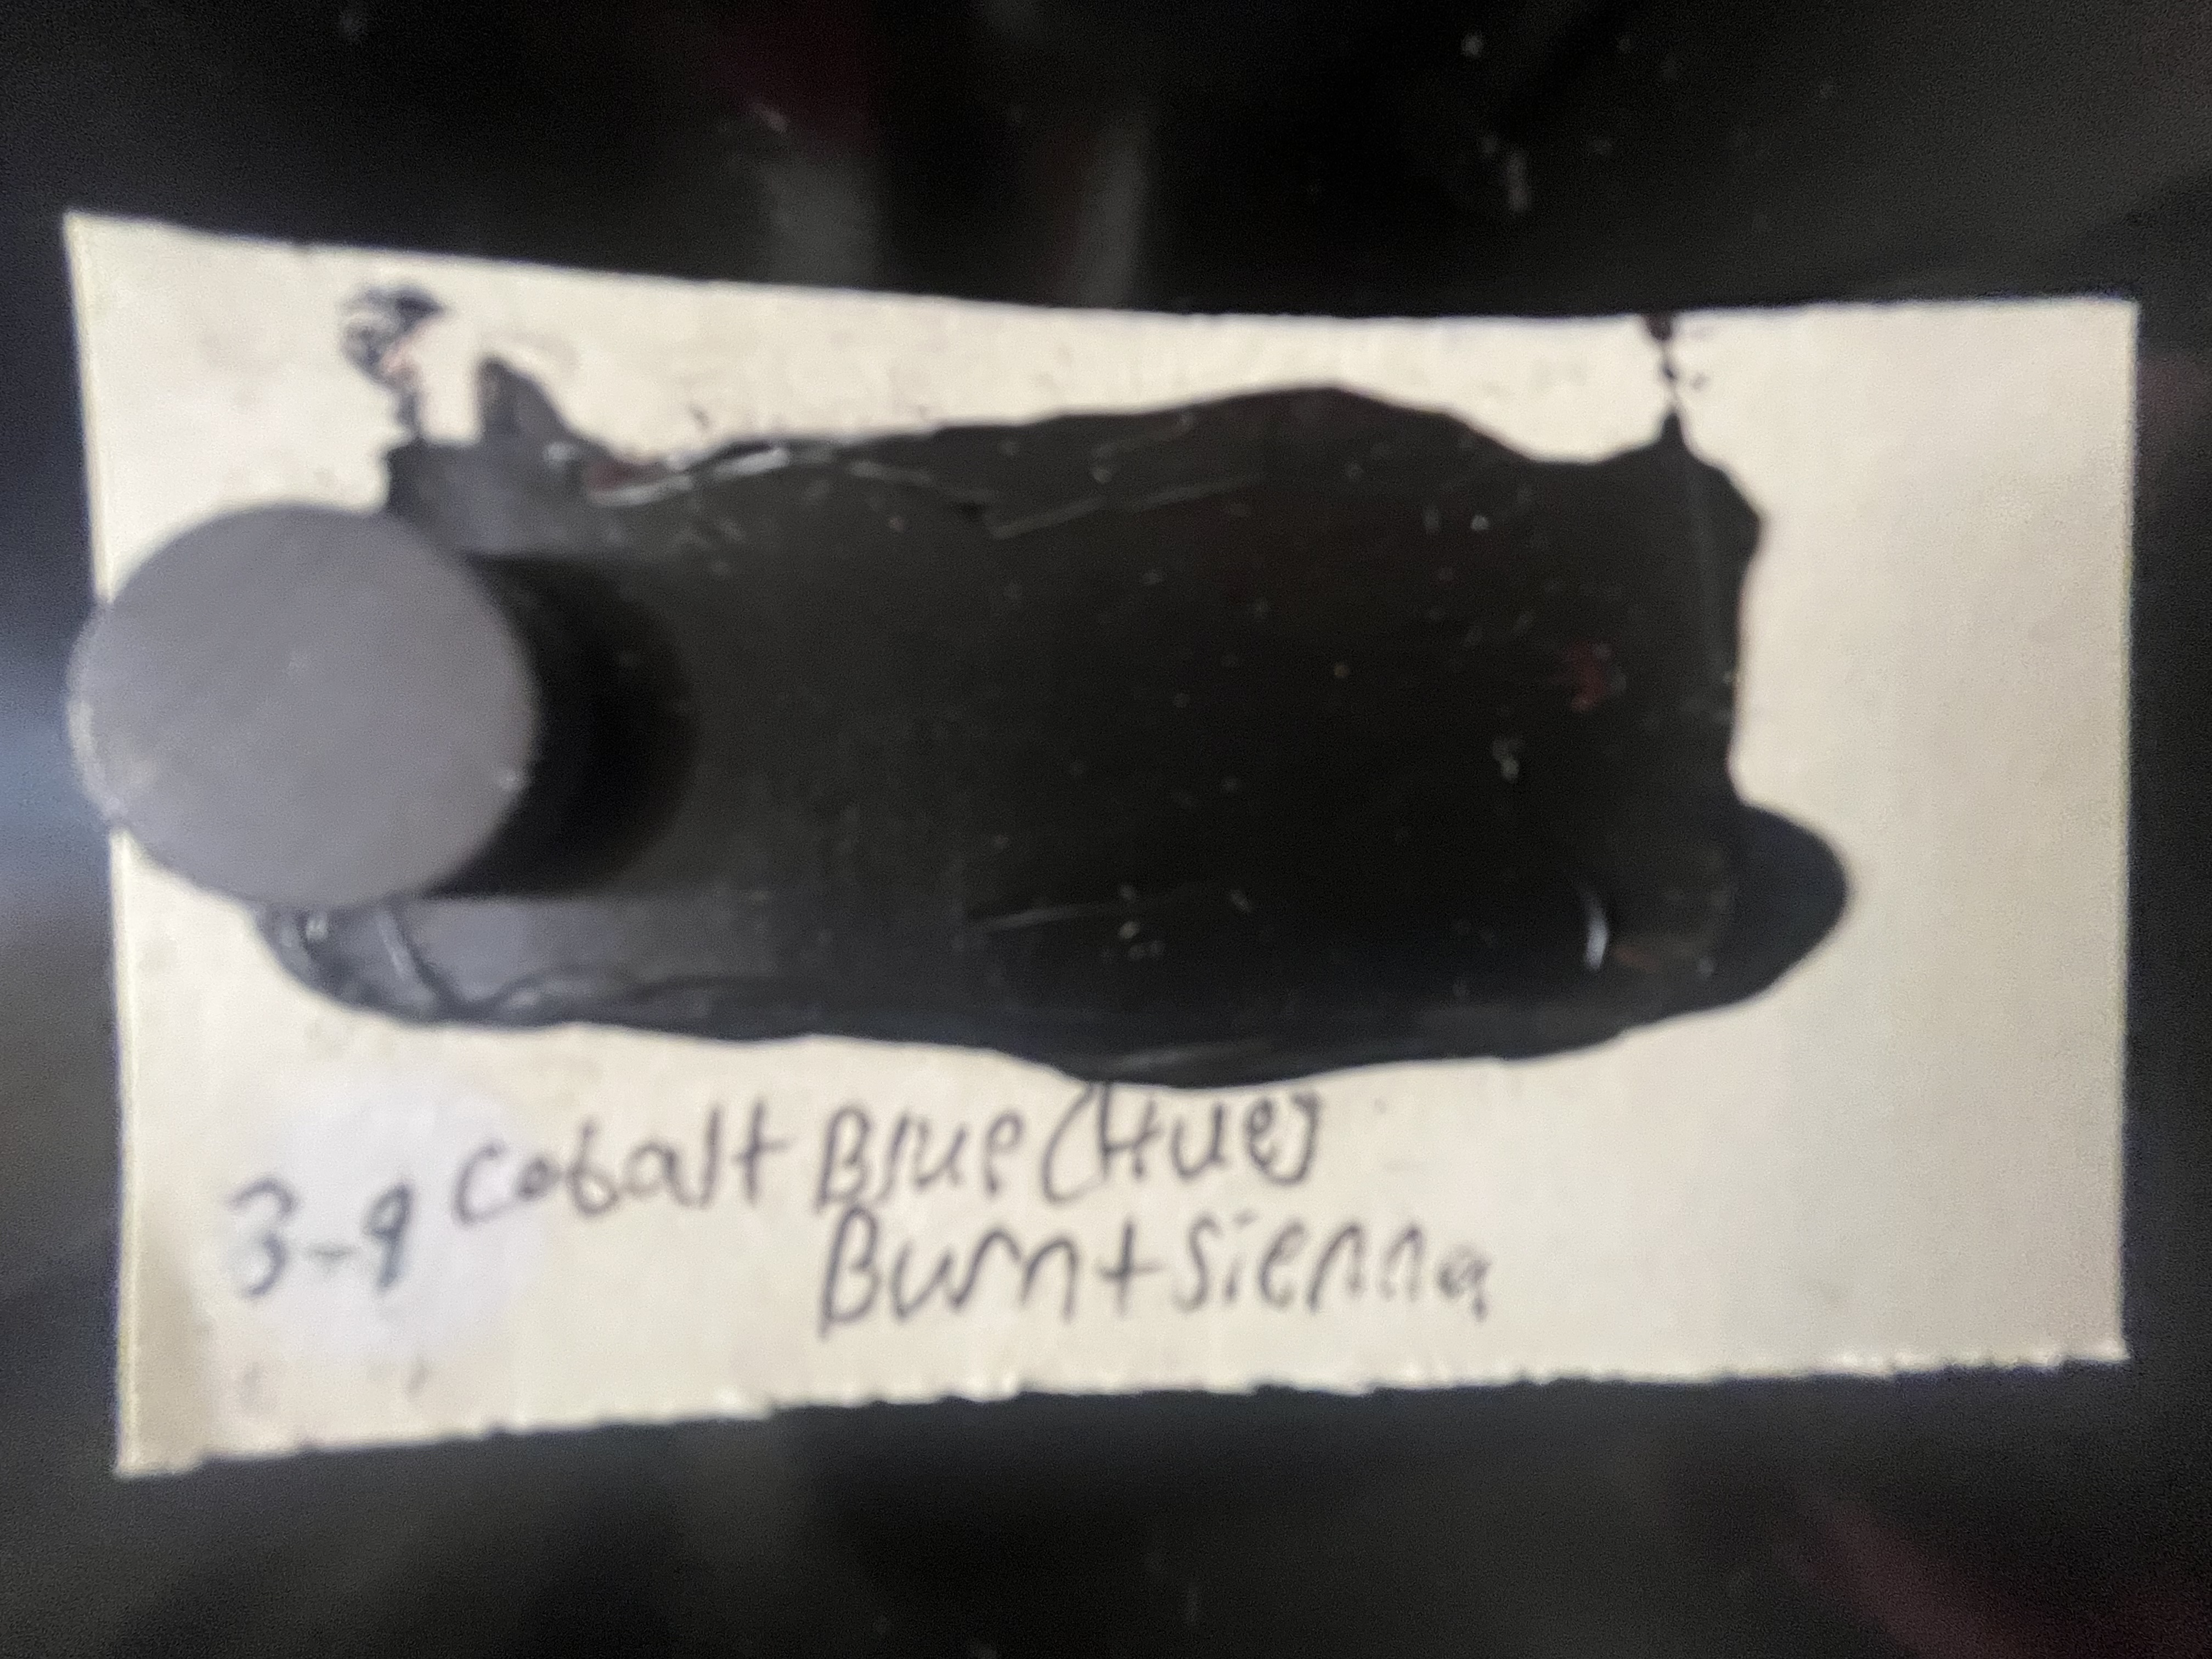 3-9 Cobalt Blue (Hue)
Burnt Sienna